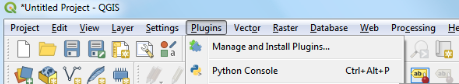 *Untitled Project - QGIS
Project Edit View Layer Settings Plugins Vector Raster Database Web Processing He
Manage and Install Plugins...
Python Console Ctrl+Alt+P